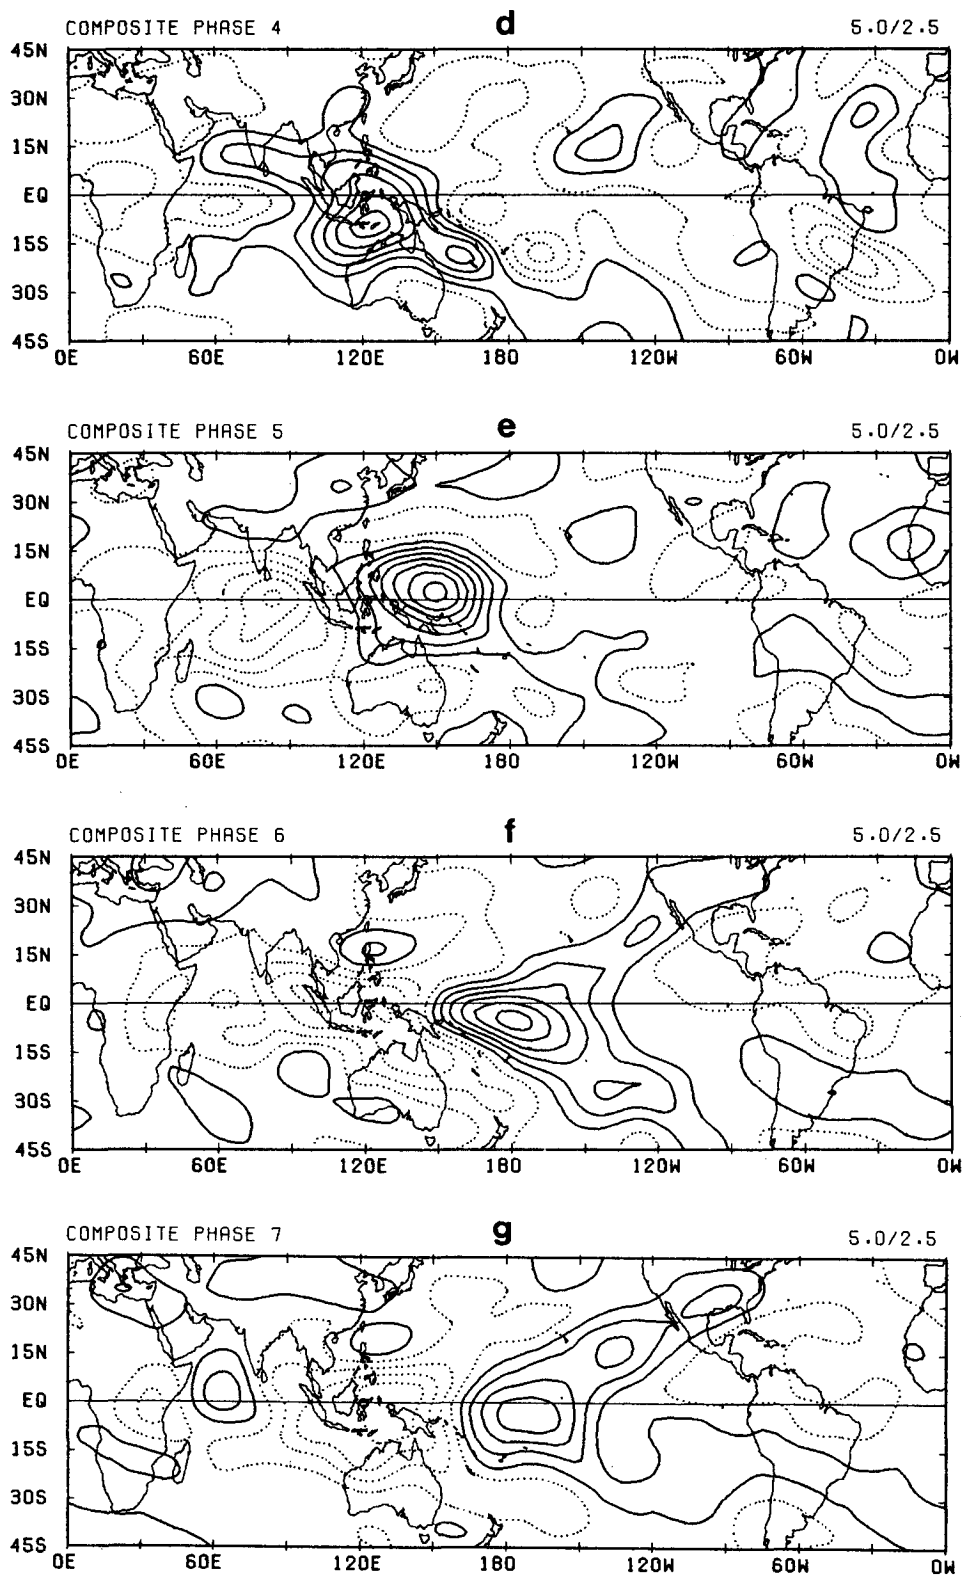 COMPOSITE PHASE 4 d 5.0/2.5
45N
30N
15N
EQ
15S
30S
45S
0E 60E 120E 180 120W 60W 0W
COMPOSITE PHASE 5 e 5.0/2.5
45N
30N
15N
EQ
15S
30S
45S
0E 60E 120E 180 120W 60W 0W
COMPOSITE PHASE 6 f 5.0/2.5
45N
30N
15N
EQ
15S
30S
45S
0E 60E 120E 180 120W 60W 0W
COMPOSITE PHASE 7 g 5.0/2.5
45N
30N
15N
EQ
15S
30S
45S
0E 60E 120E 180 120W 60W 0W